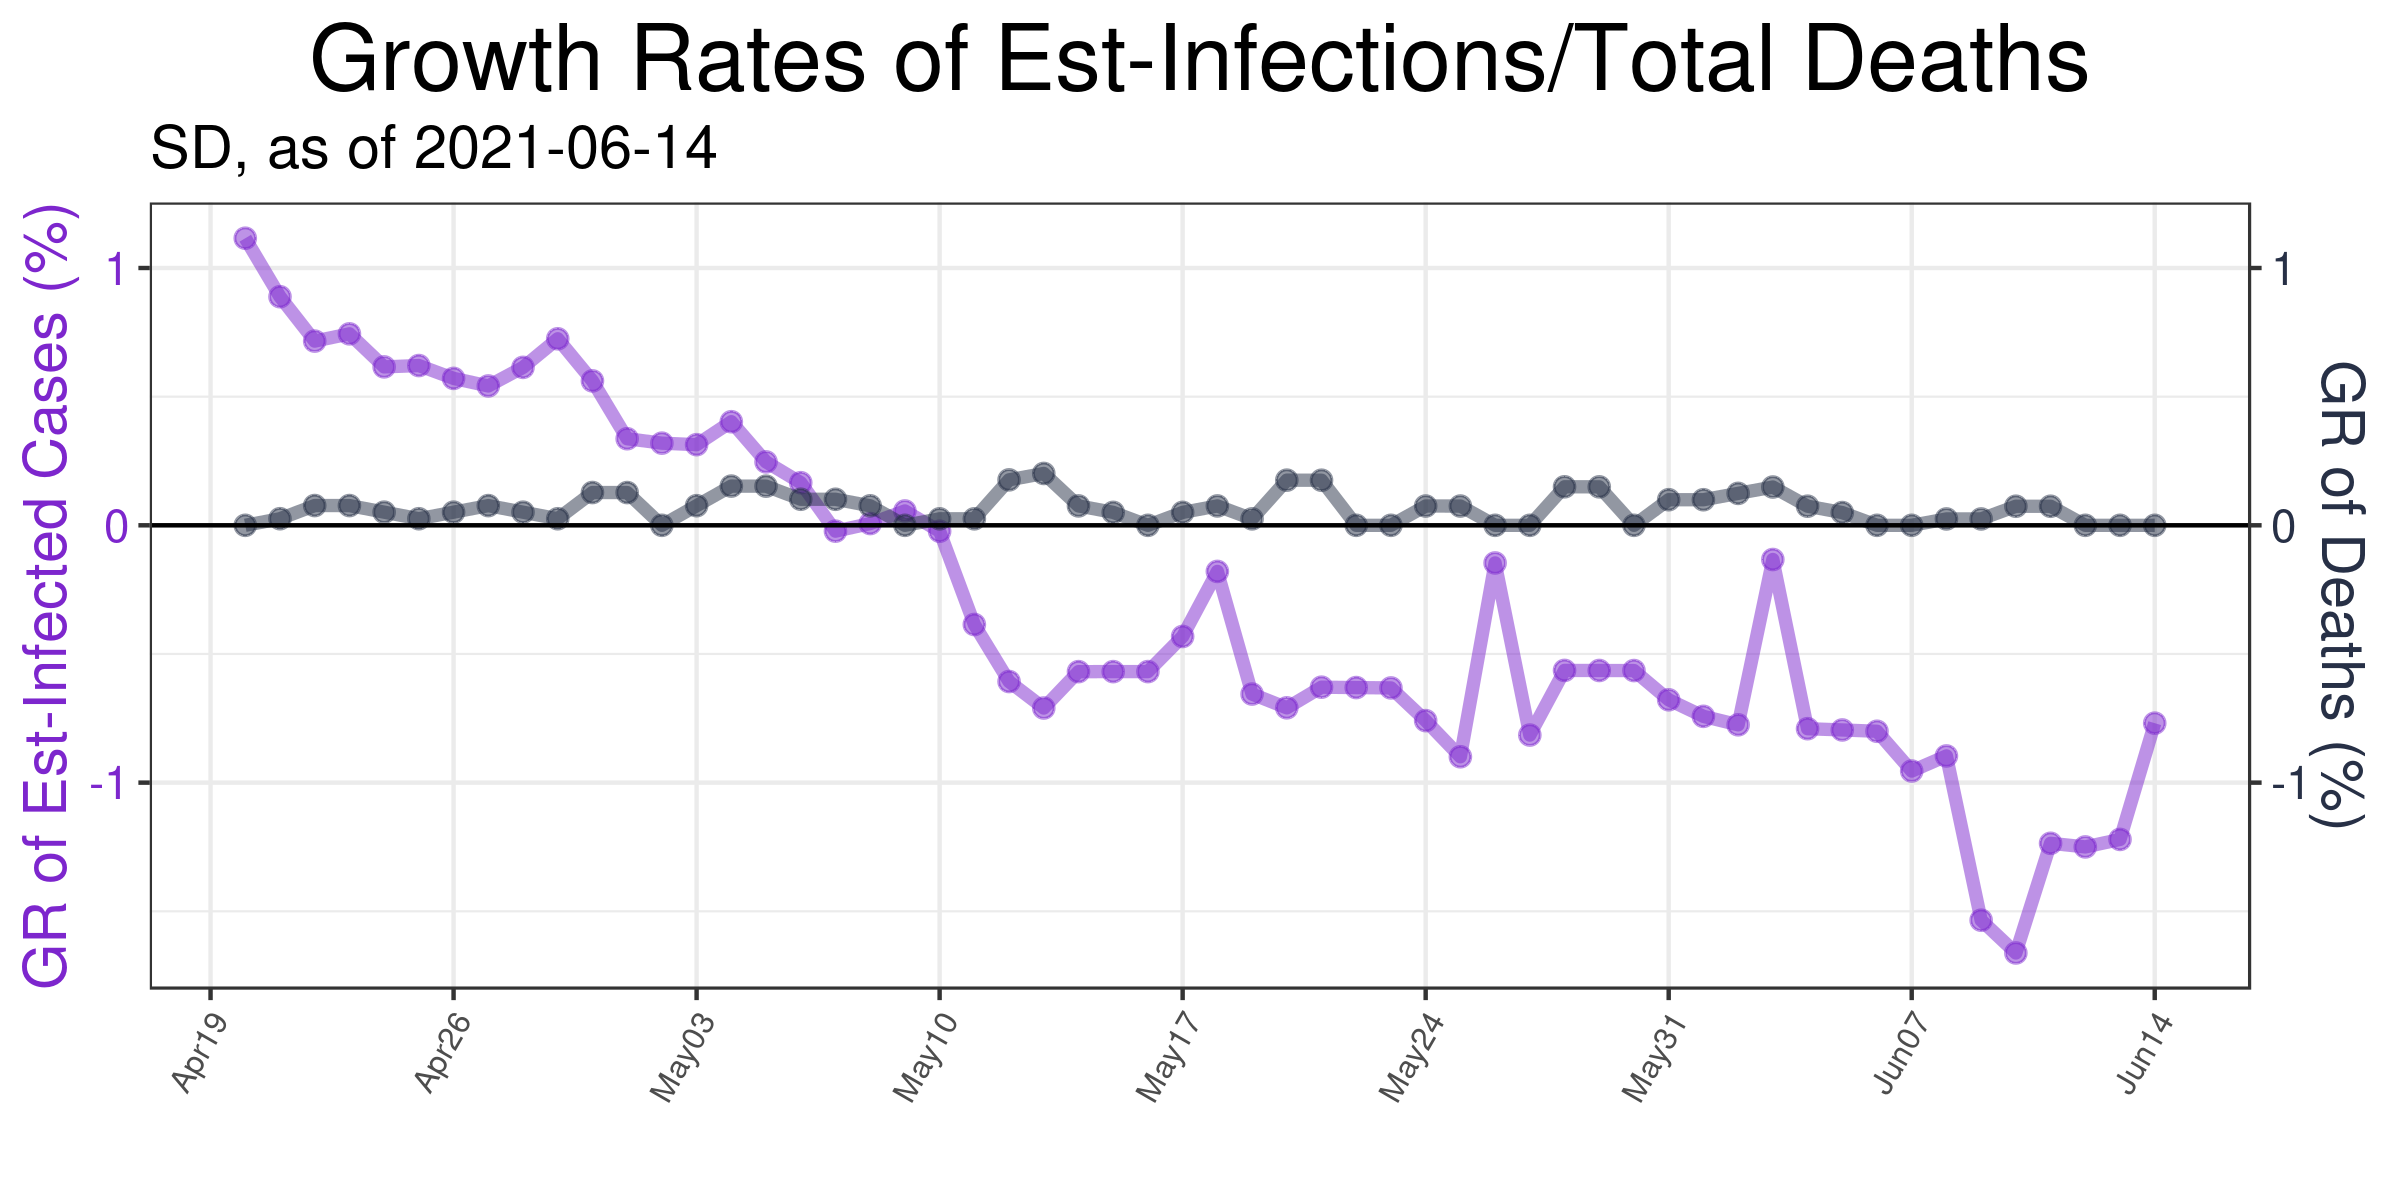 Growth Rates of Est-Infections/Total Deaths
SD, as of 2021-06-14
GR of Est-Infected Cases (%)
1
0
-1
1
0
-1
GR of Deaths (%)
Apr19
Apr26
May03
May10
May17
May24
May31
Jun07
Jun14